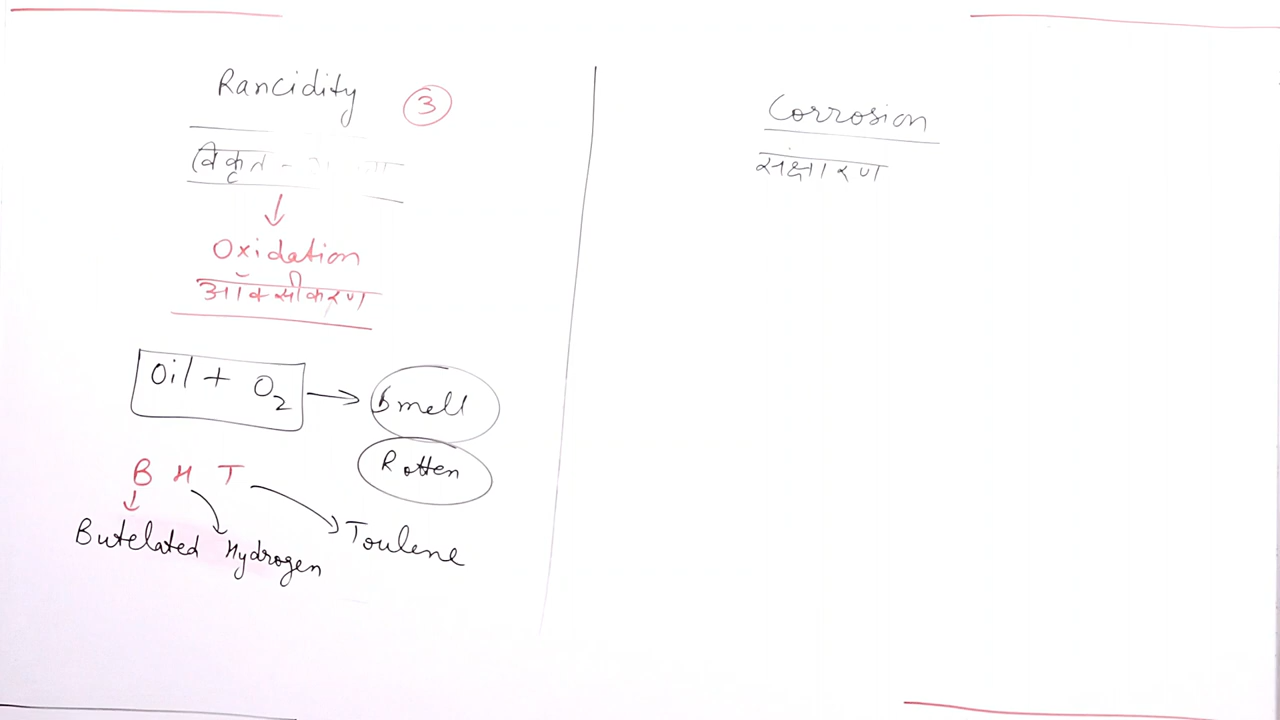 Rancidity
3
विकृत -
Oxidation
ऑक्सीकरण
Oil + O2 → Smell
Rotten
B H T
Butelated Hydrogen Toulene
Corrosion
संक्षारण